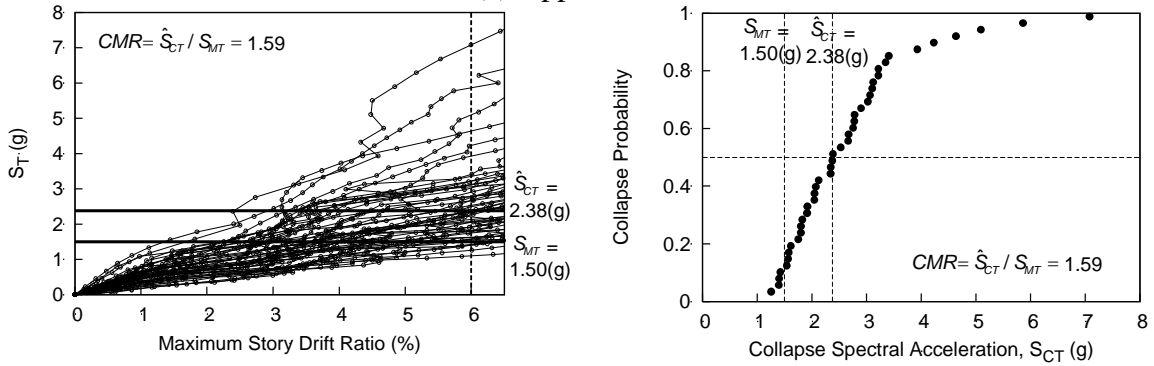 8
7
6
5
4
3
2
1
0
S_T (g)
CMR= Ŝ_CT / S_MT = 1.59
Ŝ_CT =
2.38(g)
S_MT =
1.50(g)
0 1 2 3 4 5 6
Maximum Story Drift Ratio (%)
1
0.8
0.6
0.4
0.2
0
Collapse Probability
S_MT = Ŝ_CT =
1.50(g) 2.38(g)
CMR= Ŝ_CT / S_MT = 1.59
0 1 2 3 4 5 6 7 8
Collapse Spectral Acceleration, S_CT (g)